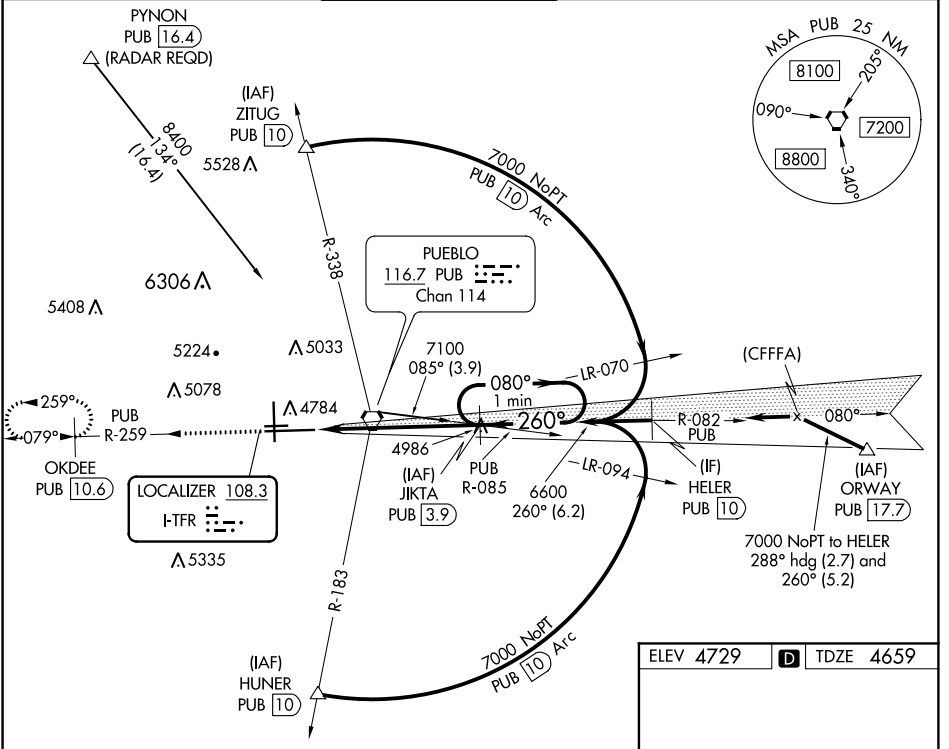 PYNON
PUB 16.4
(RADAR REQD)
8400
134°
(16.4)
(IAF)
ZITUG
PUB 10
5528
7000 NoPT
PUB 10 Arc
MSA PUB 25 NM
8100
205°
090°
7200
8800
340°
R-338
PUEBLO
116.7 PUB
Chan 114
6306
5408
5224
5033
5078
4784
7100
085° (3.9)
080°
1 min
260°
LR-070
(CFFFA)
259°
079°
PUB
R-259
OKDEE
PUB 10.6
LOCALIZER 108.3
I-TFR
4986
(IAF)
JIKTA
PUB 3.9
PUB
R-085
6600
260° (6.2)
LR-094
R-082
PUB
080°
(IF)
HELER
PUB 10
(IAF)
ORWAY
PUB 17.7
7000 NoPT to HELER
288° hdg (2.7) and
260° (5.2)
5335
R-183
(IAF)
HUNER
PUB 10
7000 NoPT
PUB 10 Arc
ELEV 4729 D TDZE 4659